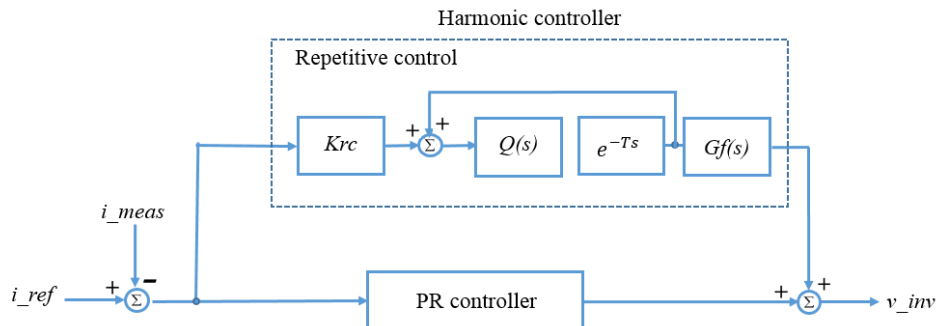 Harmonic controller
Repetitive control
+
+
Krc
Σ
Q(s)
e^{-Ts}
Gf(s)
i_meas
i_ref
+
−
Σ
PR controller
+
+
Σ
v_inv